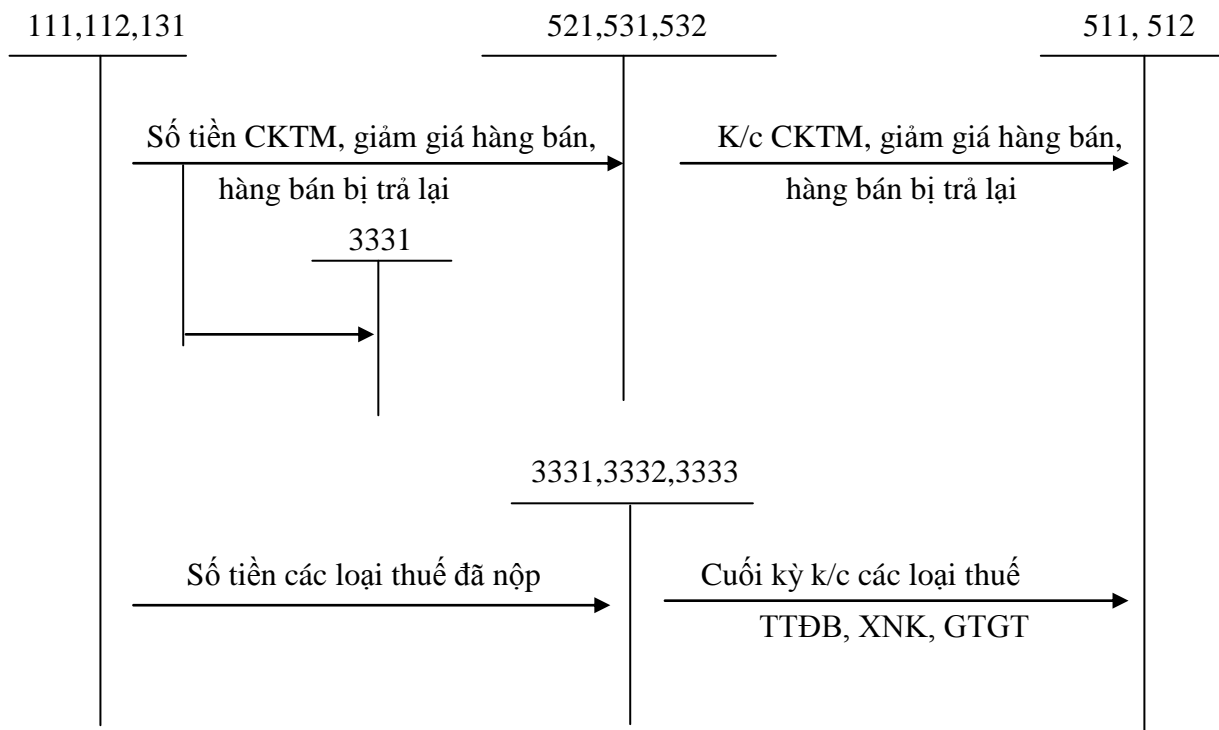 111,112,131
521,531,532
511, 512
Số tiền CKTM, giảm giá hàng bán,
hàng bán bị trả lại
K/c CKTM, giảm giá hàng bán,
hàng bán bị trả lại
3331
3331,3332,3333
Số tiền các loại thuế đã nộp
Cuối kỳ k/c các loại thuế
TTĐB, XNK, GTGT